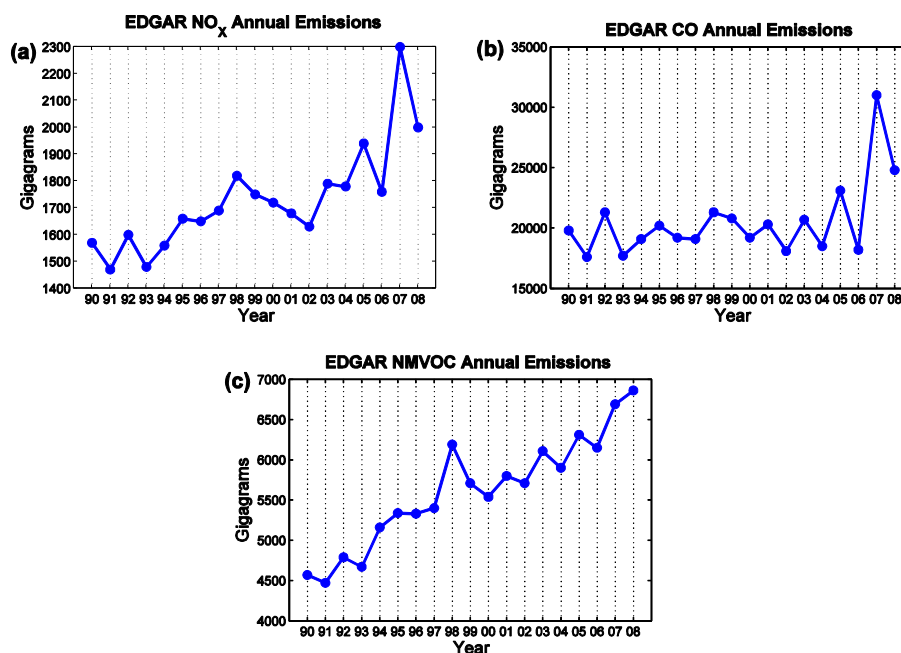 (a)
EDGAR NOX Annual Emissions
2300
2200
2100
2000
1900
1800
1700
1600
1500
1400
Gigagrams
90 91 92 93 94 95 96 97 98 99 00 01 02 03 04 05 06 07 08
Year
(b)
EDGAR CO Annual Emissions
35000
30000
25000
20000
15000
Gigagrams
90 91 92 93 94 95 96 97 98 99 00 01 02 03 04 05 06 07 08
Year
(c)
EDGAR NMVOC Annual Emissions
7000
6500
6000
5500
5000
4500
4000
Gigagrams
90 91 92 93 94 95 96 97 98 99 00 01 02 03 04 05 06 07 08
Year